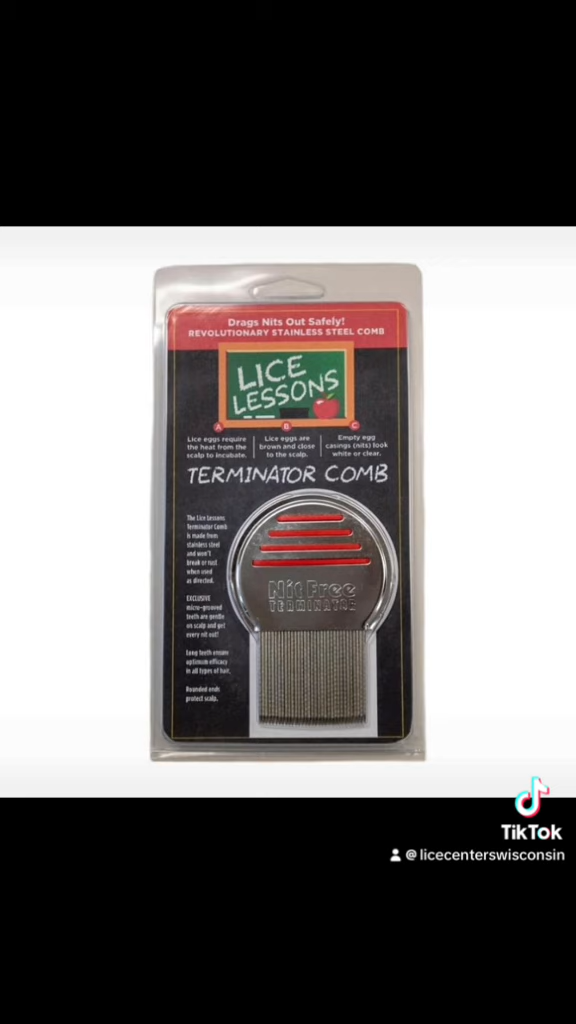 Drags Nits Out Safely!
REVOLUTIONARY STAINLESS STEEL COMB
LICE
LESSONS
A
B
C
Lice eggs require
the heat from the
scalp to incubate.
Lice eggs are
brown and close
to the scalp.
Empty egg
casings (nits) look
white or clear.
TERMINATOR COMB
The Lice Lessons
Terminator Comb
is made from
stainless steel
and won't
break or rust
when used
as directed.
EXCLUSIVE
micro-grooved
teeth are gentle
on scalp and get
every nit out!
Long teeth ensure
optimum efficacy
in all types of hair.
Rounded ends
protect scalp.
Nit Free
TERMINATOR
TikTok
@licecenterswisconsin